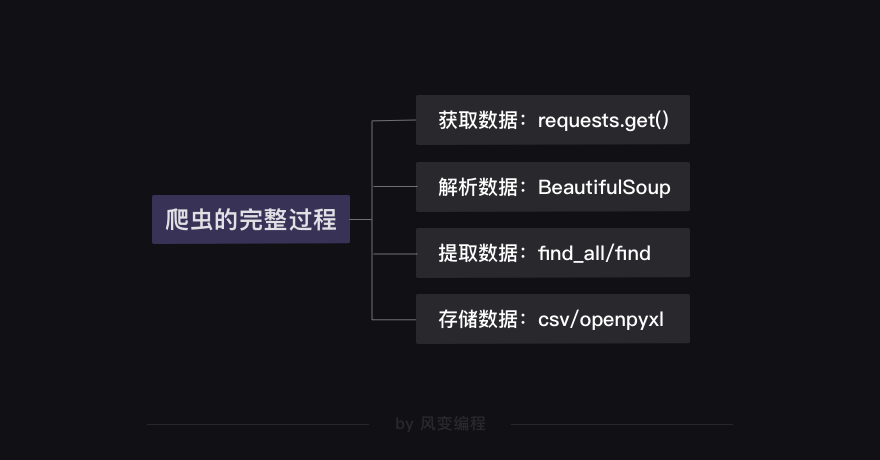 爬虫的完整过程
获取数据：requests.get()
解析数据：BeautifulSoup
提取数据：find_all/find
存储数据：csv/openpyxl
by 风变编程